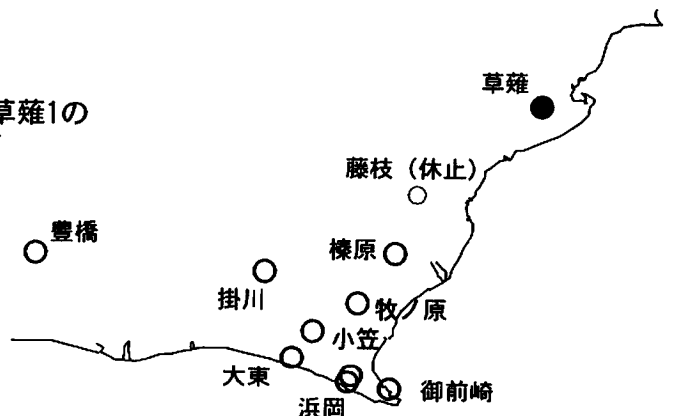 草薙
草薙1の
藤枝（休止）
豊橋
榛原
掛川
牧ノ原
小笠
大東
御前崎
浜岡